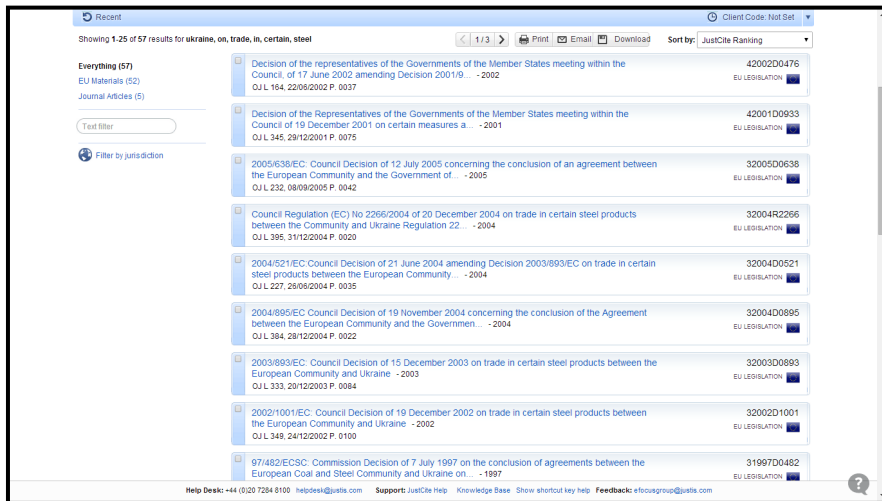 Recent
Client Code: Not Set
Showing 1-25 of 57 results for ukraine, on, trade, in, certain, steel
1/3
Print
Email
Download
Sort by:
JustCite Ranking
Everything (57)
EU Materials (52)
Journal Articles (5)
Text filter
Filter by jurisdiction
Decision of the representatives of the Governments of the Member States meeting within the
Council, of 17 June 2002 amending Decision 2001/9... - 2002
OJ L 164, 22/06/2002 P. 0037
42002D0476
EU LEGISLATION
Decision of the Representatives of the Governments of the Member States meeting within the
Council of 19 December 2001 on certain measures a... - 2001
OJ L 345, 29/12/2001 P. 0075
42001D0933
EU LEGISLATION
2005/638/EC: Council Decision of 12 July 2005 concerning the conclusion of an agreement between
the European Community and the Government of... - 2005
OJ L 232, 08/09/2005 P. 0042
32005D0638
EU LEGISLATION
Council Regulation (EC) No 2266/2004 of 20 December 2004 on trade in certain steel products
between the Community and Ukraine Regulation 22... - 2004
OJ L 395, 31/12/2004 P. 0020
32004R2266
EU LEGISLATION
2004/521/EC:Council Decision of 21 June 2004 amending Decision 2003/893/EC on trade in certain
steel products between the European Community... - 2004
OJ L 227, 26/06/2004 P. 0035
32004D0521
EU LEGISLATION
2004/895/EC: Council Decision of 19 November 2004 concerning the conclusion of the Agreement
between the European Community and the Governmen... - 2004
OJ L 384, 28/12/2004 P. 0022
32004D0895
EU LEGISLATION
2003/893/EC: Council Decision of 15 December 2003 on trade in certain steel products between the
European Community and Ukraine - 2003
OJ L 333, 20/12/2003 P. 0084
32003D0893
EU LEGISLATION
2002/1001/EC: Council Decision of 19 December 2002 on trade in certain steel products between
the European Community and Ukraine - 2002
OJ L 349, 24/12/2002 P. 0100
32002D1001
EU LEGISLATION
97/482/ECSC: Commission Decision of 7 July 1997 on the conclusion of agreements between the
European Coal and Steel Community and Ukraine on... - 1997
31997D0482
EU LEGISLATION
Help Desk: +44 (0)20 7284 8100 helpdesk@justis.com Support: JustCite Help Knowledge Base Show shortcut key help Feedback: efocusgroup@justis.com
?